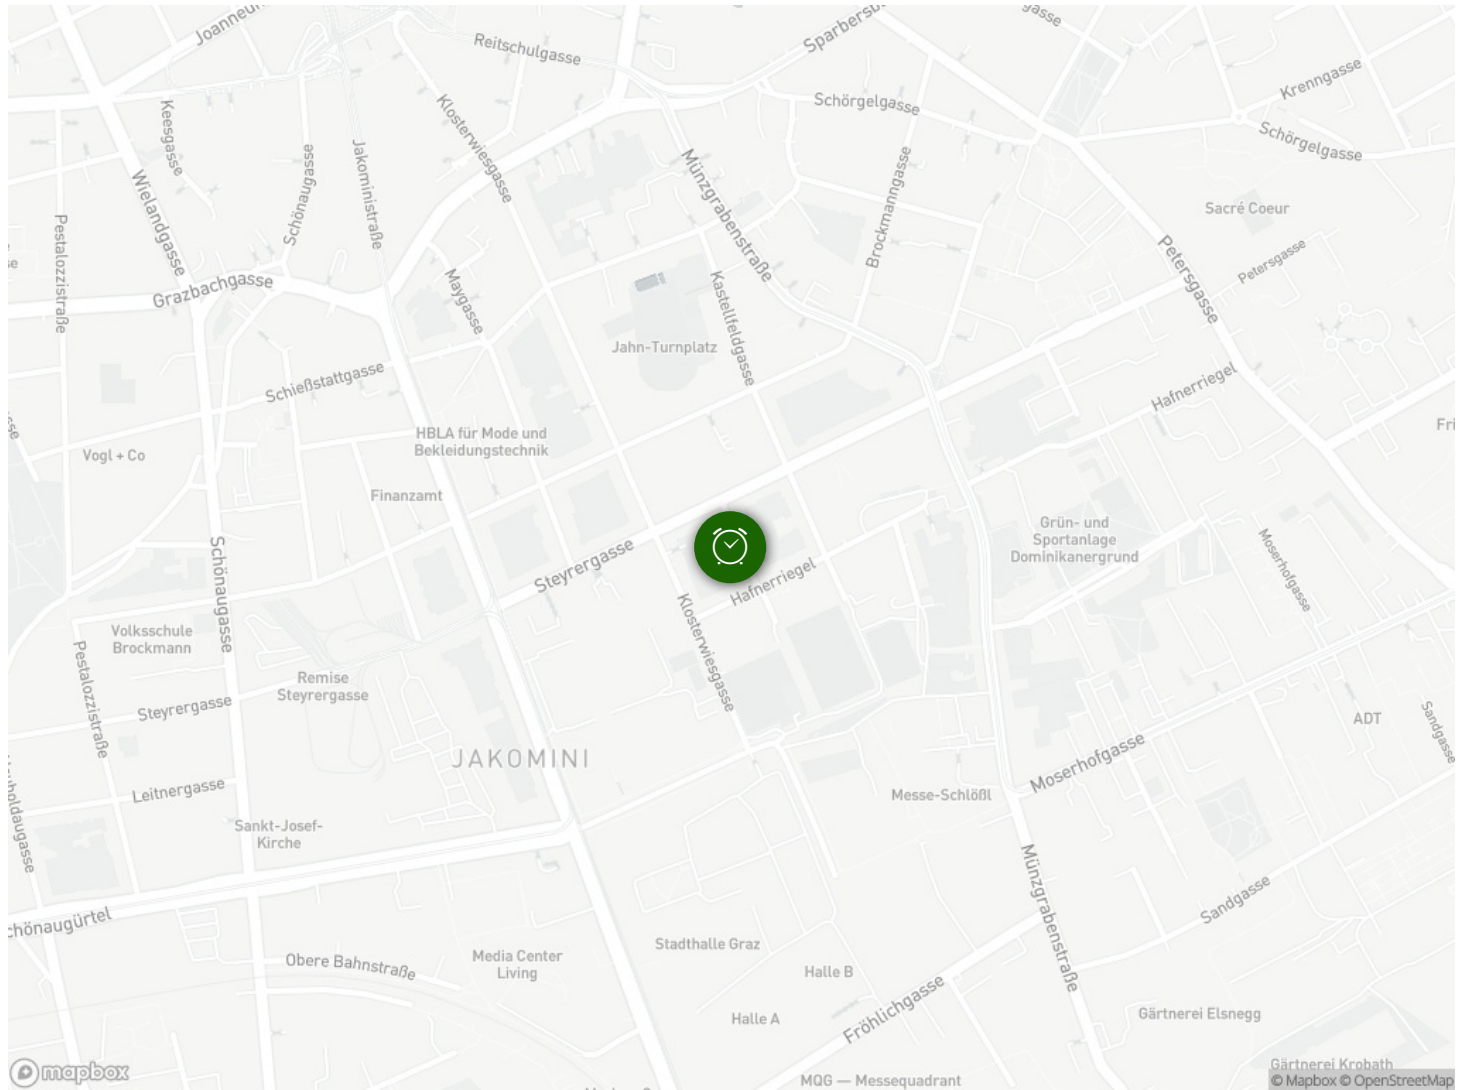 Joanneum
Reitschulgasse
Sparbersb
gasse
Krenngasse
Keesgasse
Klosterwiesgasse
Schörgelgasse
Schörgelgasse
Schönaugasse
Jakoministraße
Münzgrabenstraße
Brockmanngasse
Wielandgasse
Sacré Coeur
Pestalozzistraße
Petersgasse
Petersgasse
Grazbachgasse
Maygasse
Kastellfeldgasse
Jahn-Turnplatz
Schießstattgasse
Hafnerriegel
HBLA für Mode und
Bekleidungstechnik
Vogl + Co
Fri
Finanzamt
Grün- und
Sportanlage
Dominikanergrund
Moserhofgasse
Steyrergasse
Hafnerriegel
Schönaugasse
Klosterwiesgasse
Volksschule
Brockmann
Pestalozzistraße
Remise
Steyrergasse
Steyrergasse
ADT
Sandgasse
JAKOMINI
Moserhofgasse
Leitnergasse
Messe-Schlößl
Sankt-Josef-
Kirche
Münzgrabenstraße
Sandgasse
chönaugürtel
Stadthalle Graz
Obere Bahnstraße
Media Center
Living
Halle B
Fröhlichgasse
Halle A
Gärtnerei Elsnegg
Gärtnerei Krobath
mapbox
MQG — Messequadrant
© Mapbox © OpenStreetMap